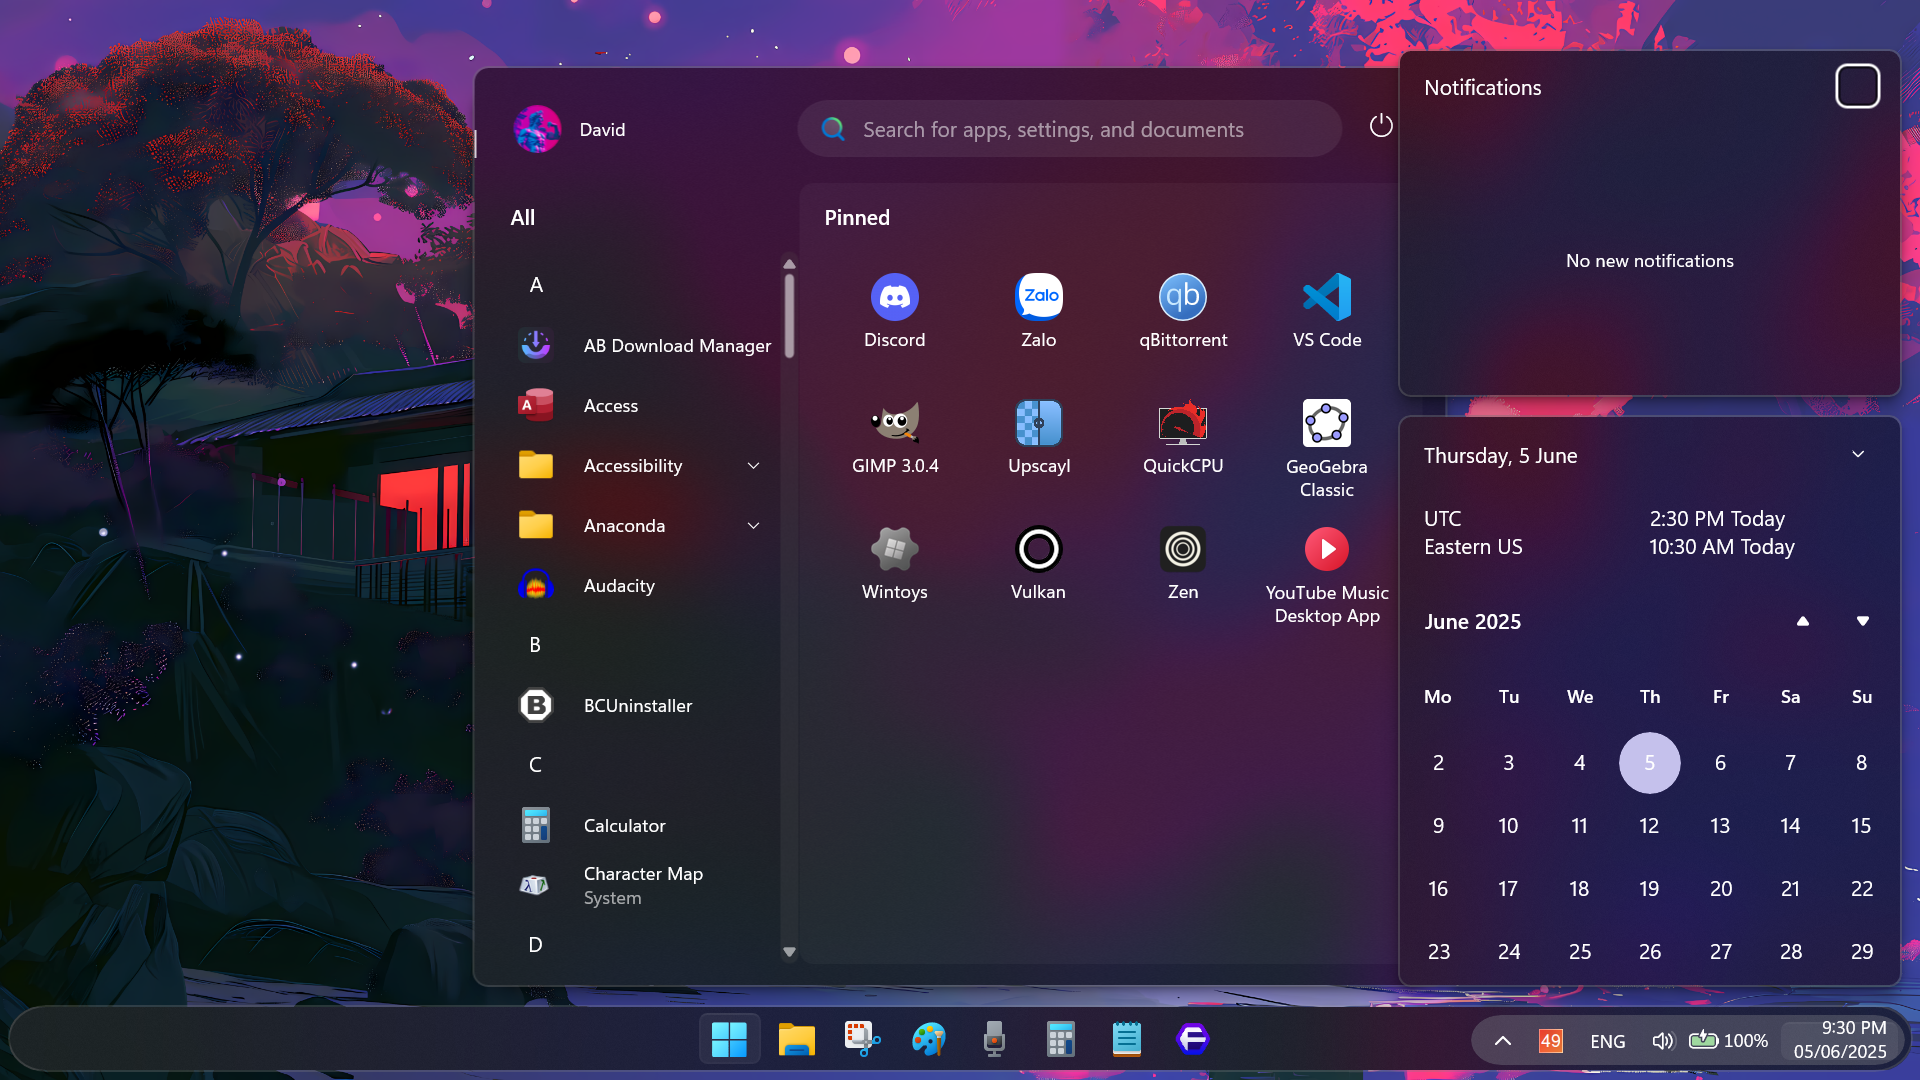 David
Search for apps, settings, and documents
All
A
AB Download Manager
Access
Accessibility
Anaconda
Audacity
B
BCUninstaller
C
Calculator
Character Map
System
D
Pinned
Discord
Zalo
Zalo
qb
qBittorrent
VS Code
GIMP 3.0.4
Upscayl
QuickCPU
GeoGebra
Classic
Wintoys
Vulkan
Zen
YouTube Music
Desktop App
Notifications
No new notifications
Thursday, 5 June
UTC 2:30 PM Today
Eastern US 10:30 AM Today
June 2025
Mo Tu We Th Fr Sa Su
2 3 4 5 6 7 8
9 10 11 12 13 14 15
16 17 18 19 20 21 22
23 24 25 26 27 28 29
49 ENG 100%
9:30 PM
05/06/2025